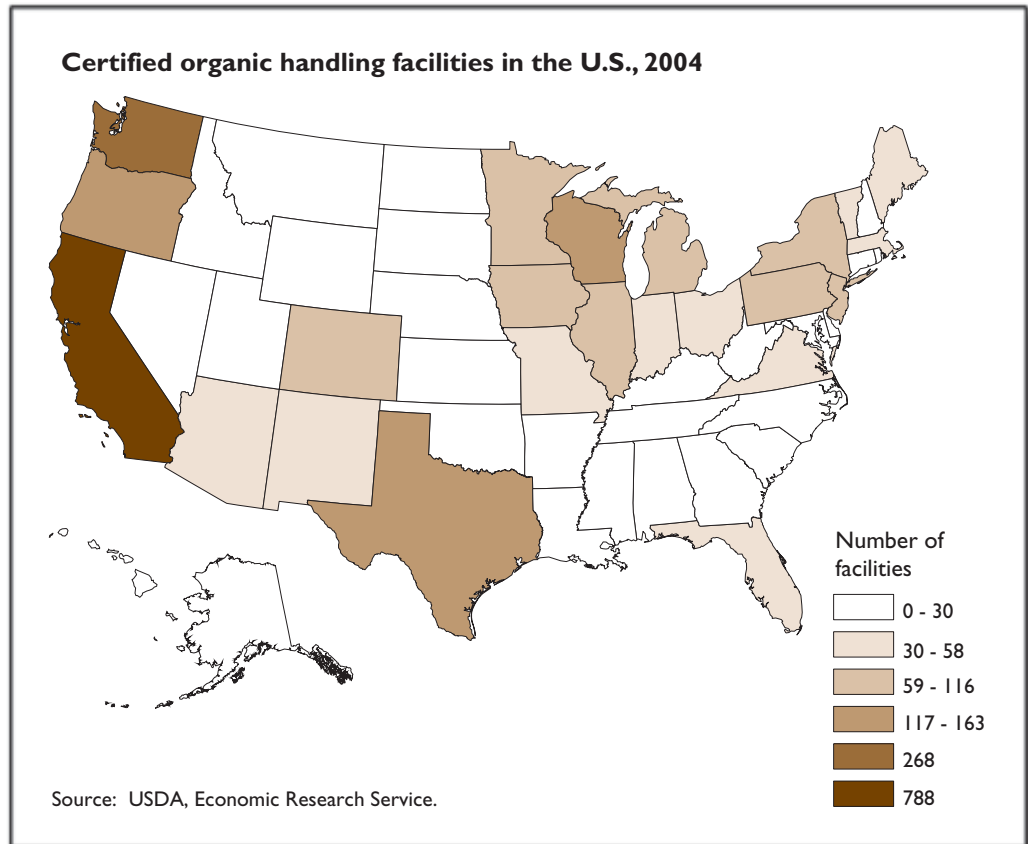 Certified organic handling facilities in the U.S., 2004
Number of
facilities
0 - 30
30 - 58
59 - 116
117 - 163
268
788
Source: USDA, Economic Research Service.